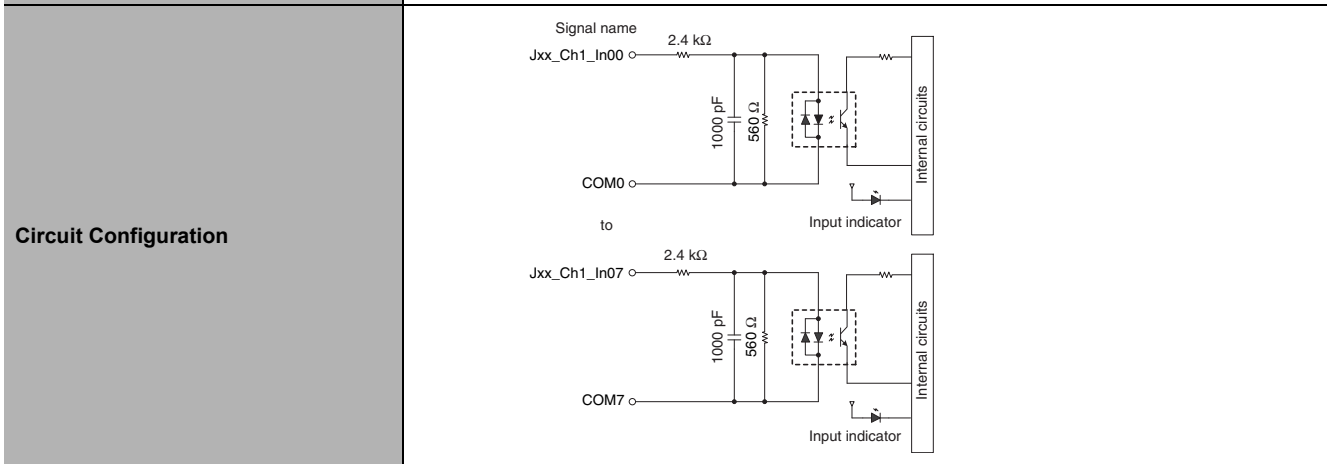 Circuit Configuration
Signal name
Jxx_Ch1_In00
2.4 kΩ
1000 pF
560 Ω
COM0
Internal circuits
Input indicator
to
Jxx_Ch1_In07
2.4 kΩ
1000 pF
560 Ω
COM7
Internal circuits
Input indicator